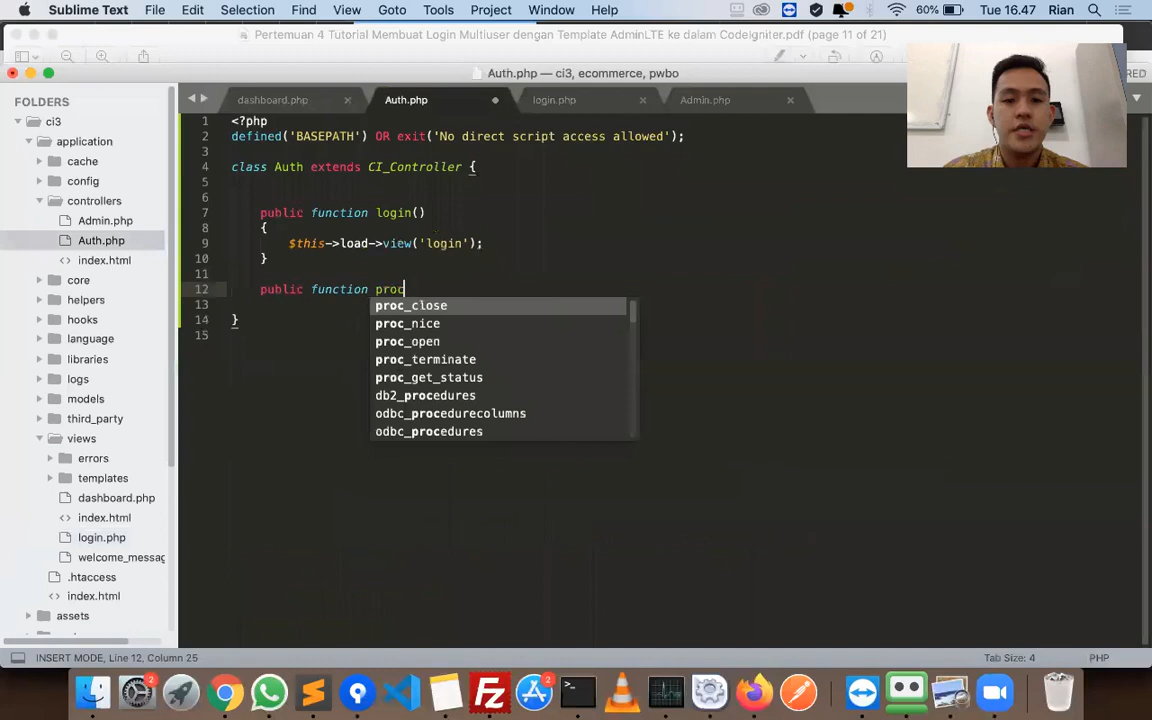 Sublime Text File Edit Selection Find View Goto Tools Project Window Help 60% Tue 16.47 Rian
Pertemuan 4 Tutorial Membuat Login Multiuser dengan Template AdminLTE ke dalam CodeIgniter.pdf (page 11 of 21)
Auth.php — ci3, ecommerce, pwbo
RED
FOLDERS
ci3
application
cache
config
controllers
Admin.php
Auth.php
index.html
core
helpers
hooks
language
libraries
logs
models
third_party
views
errors
templates
dashboard.php
index.html
login.php
welcome_messag
.htaccess
index.html
assets
dashboard.php Auth.php login.php Admin.php
1 <?php
2 defined('BASEPATH') OR exit('No direct script access allowed');
3
4 class Auth extends CI_Controller {
5
6
7 public function login()
8 {
9 $this->load->view('login');
10 }
11
12 public function proc
13
14 }
15
proc_close
proc_nice
proc_open
proc_terminate
proc_get_status
db2_procedures
odbc_procedurecolumns
odbc_procedures
INSERT MODE, Line 12, Column 25 Tab Size: 4 PHP
2
2
Fz